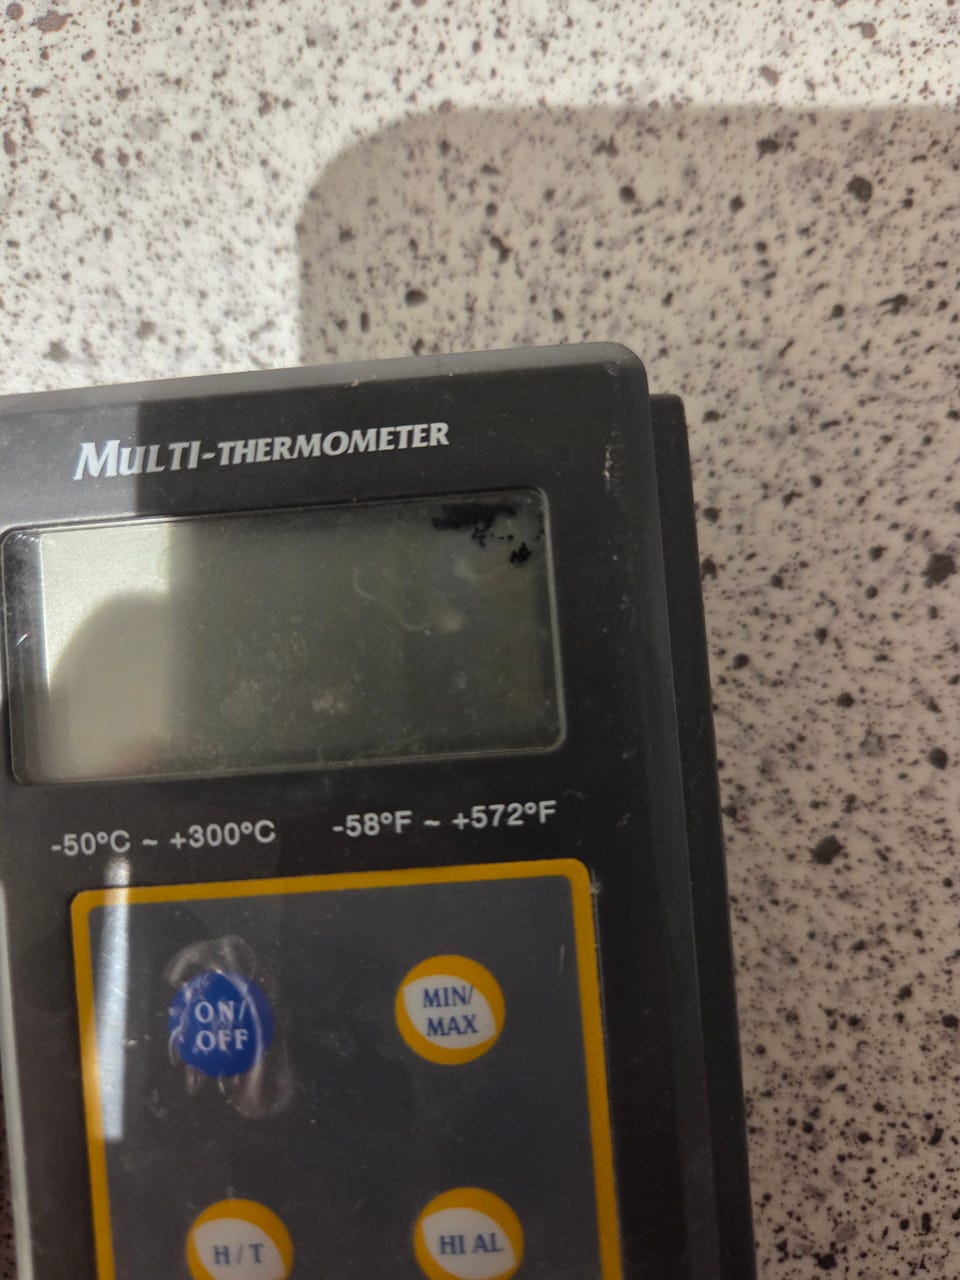 MULTI-THERMOMETER
-50°C ~ +300°C -58°F ~ +572°F
ON/
OFF
MIN/
MAX
H/T
HI AL